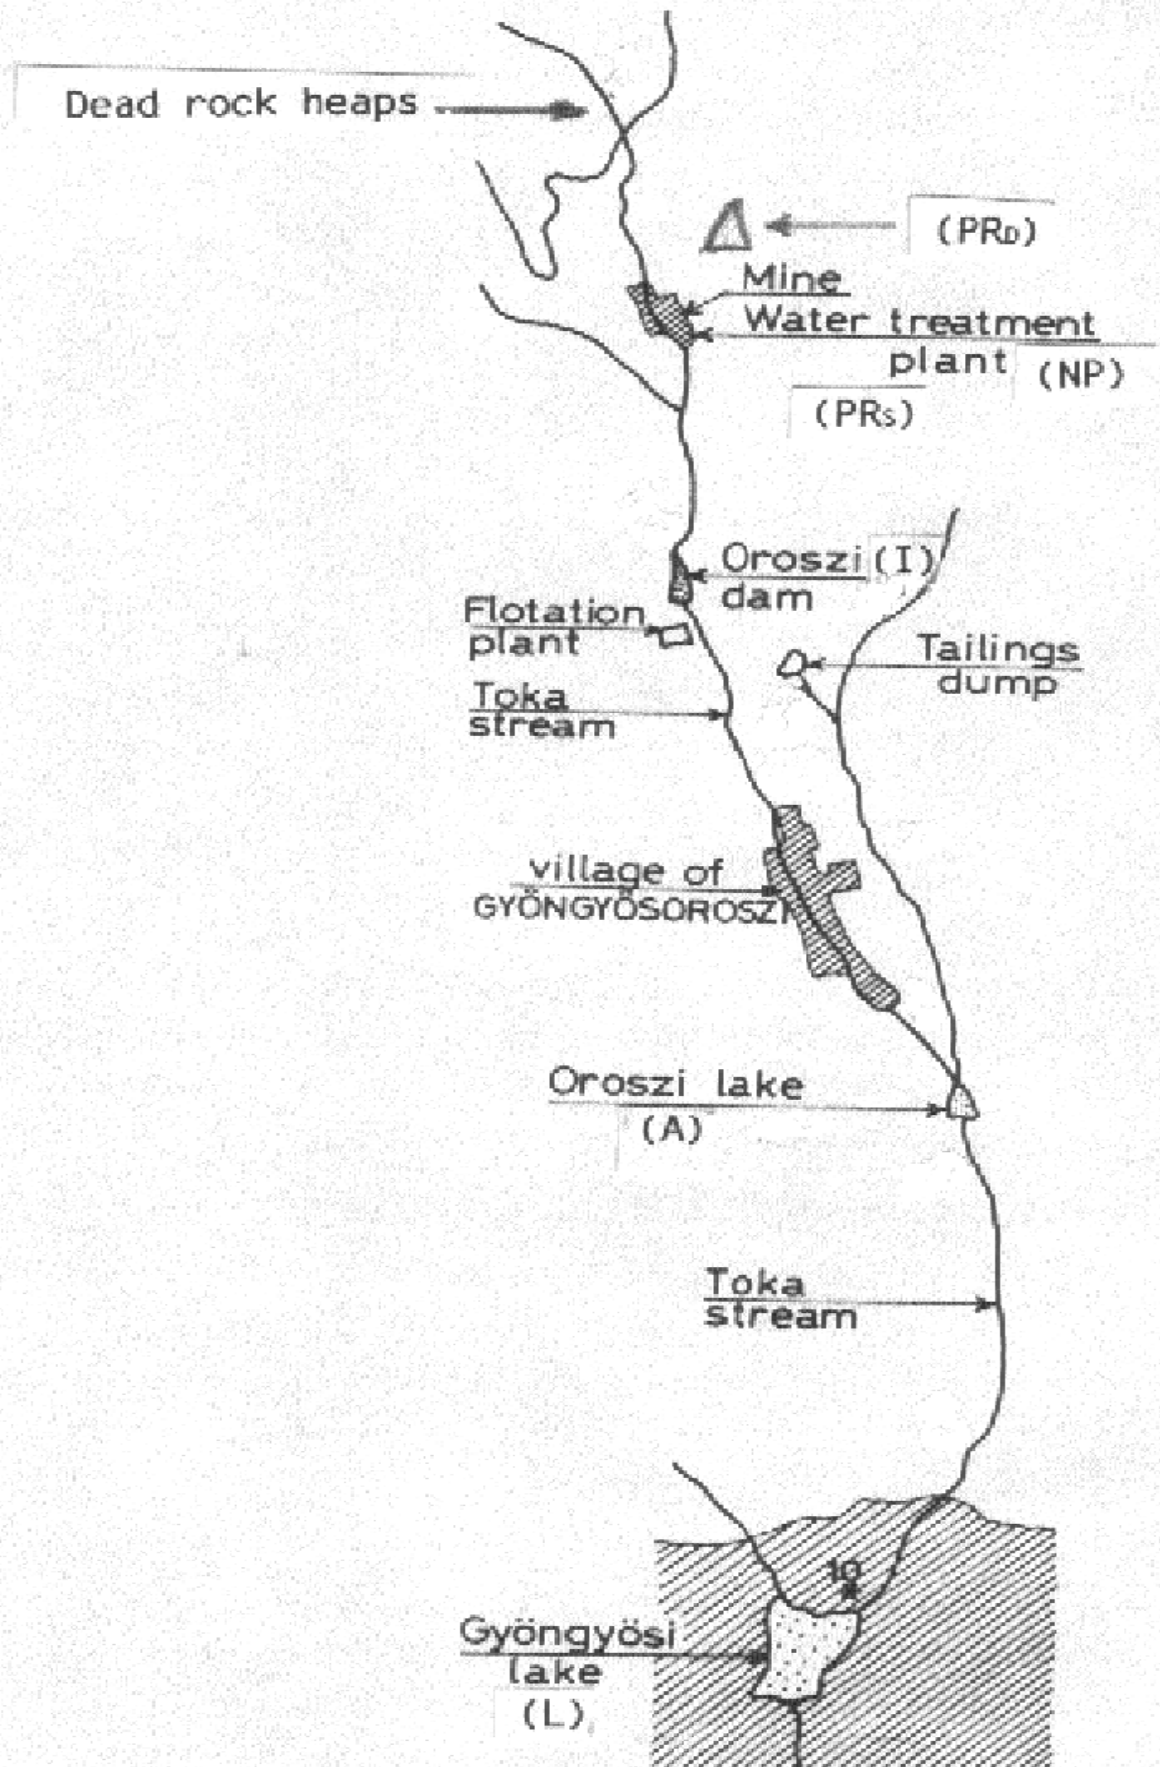 Dead rock heaps
(PRD)
Mine
Water treatment
plant (NP)
(PRS)
Oroszi (I)
dam
Flotation
plant
Tailings
dump
Toka
stream
village of
GYÖNGYÖSOROSZI
Oroszi lake
(A)
Toka
stream
10
Gyöngyösi
lake
(L)